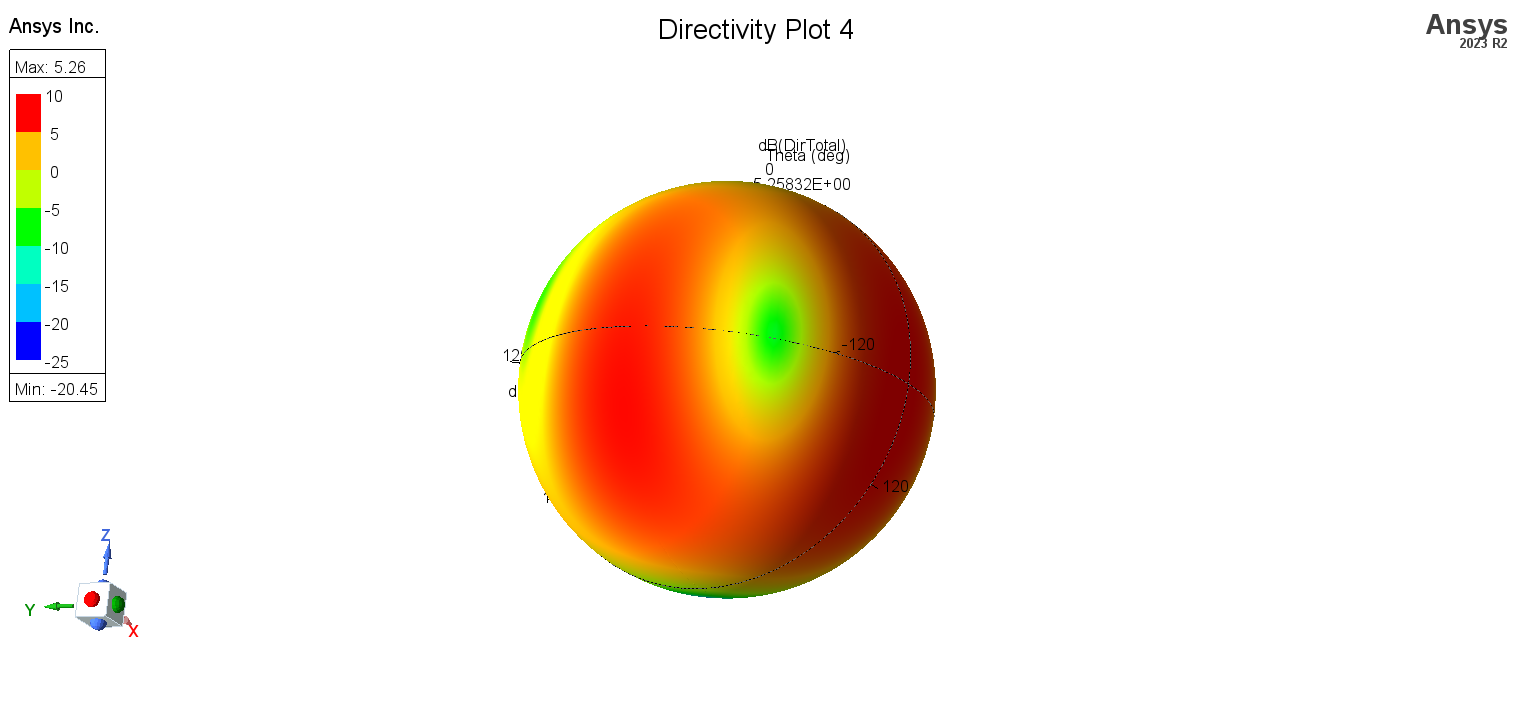 Ansys Inc.
Directivity Plot 4
Ansys
2023 R2
Max: 5.26
10
5
0
-5
-10
-15
-20
-25
Min: -20.45
dB(DirTotal)
Theta (deg)
0
5.25832E+00
-120
120
Z
Y
X